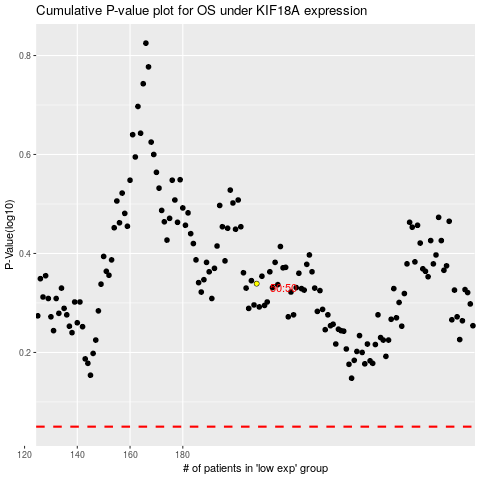 Cumulative P-value plot for OS under KIF18A expression
P-Value(log10)
0.8
0.6
0.4
0.2
50:50
120 140 160 180
# of patients in 'low exp' group